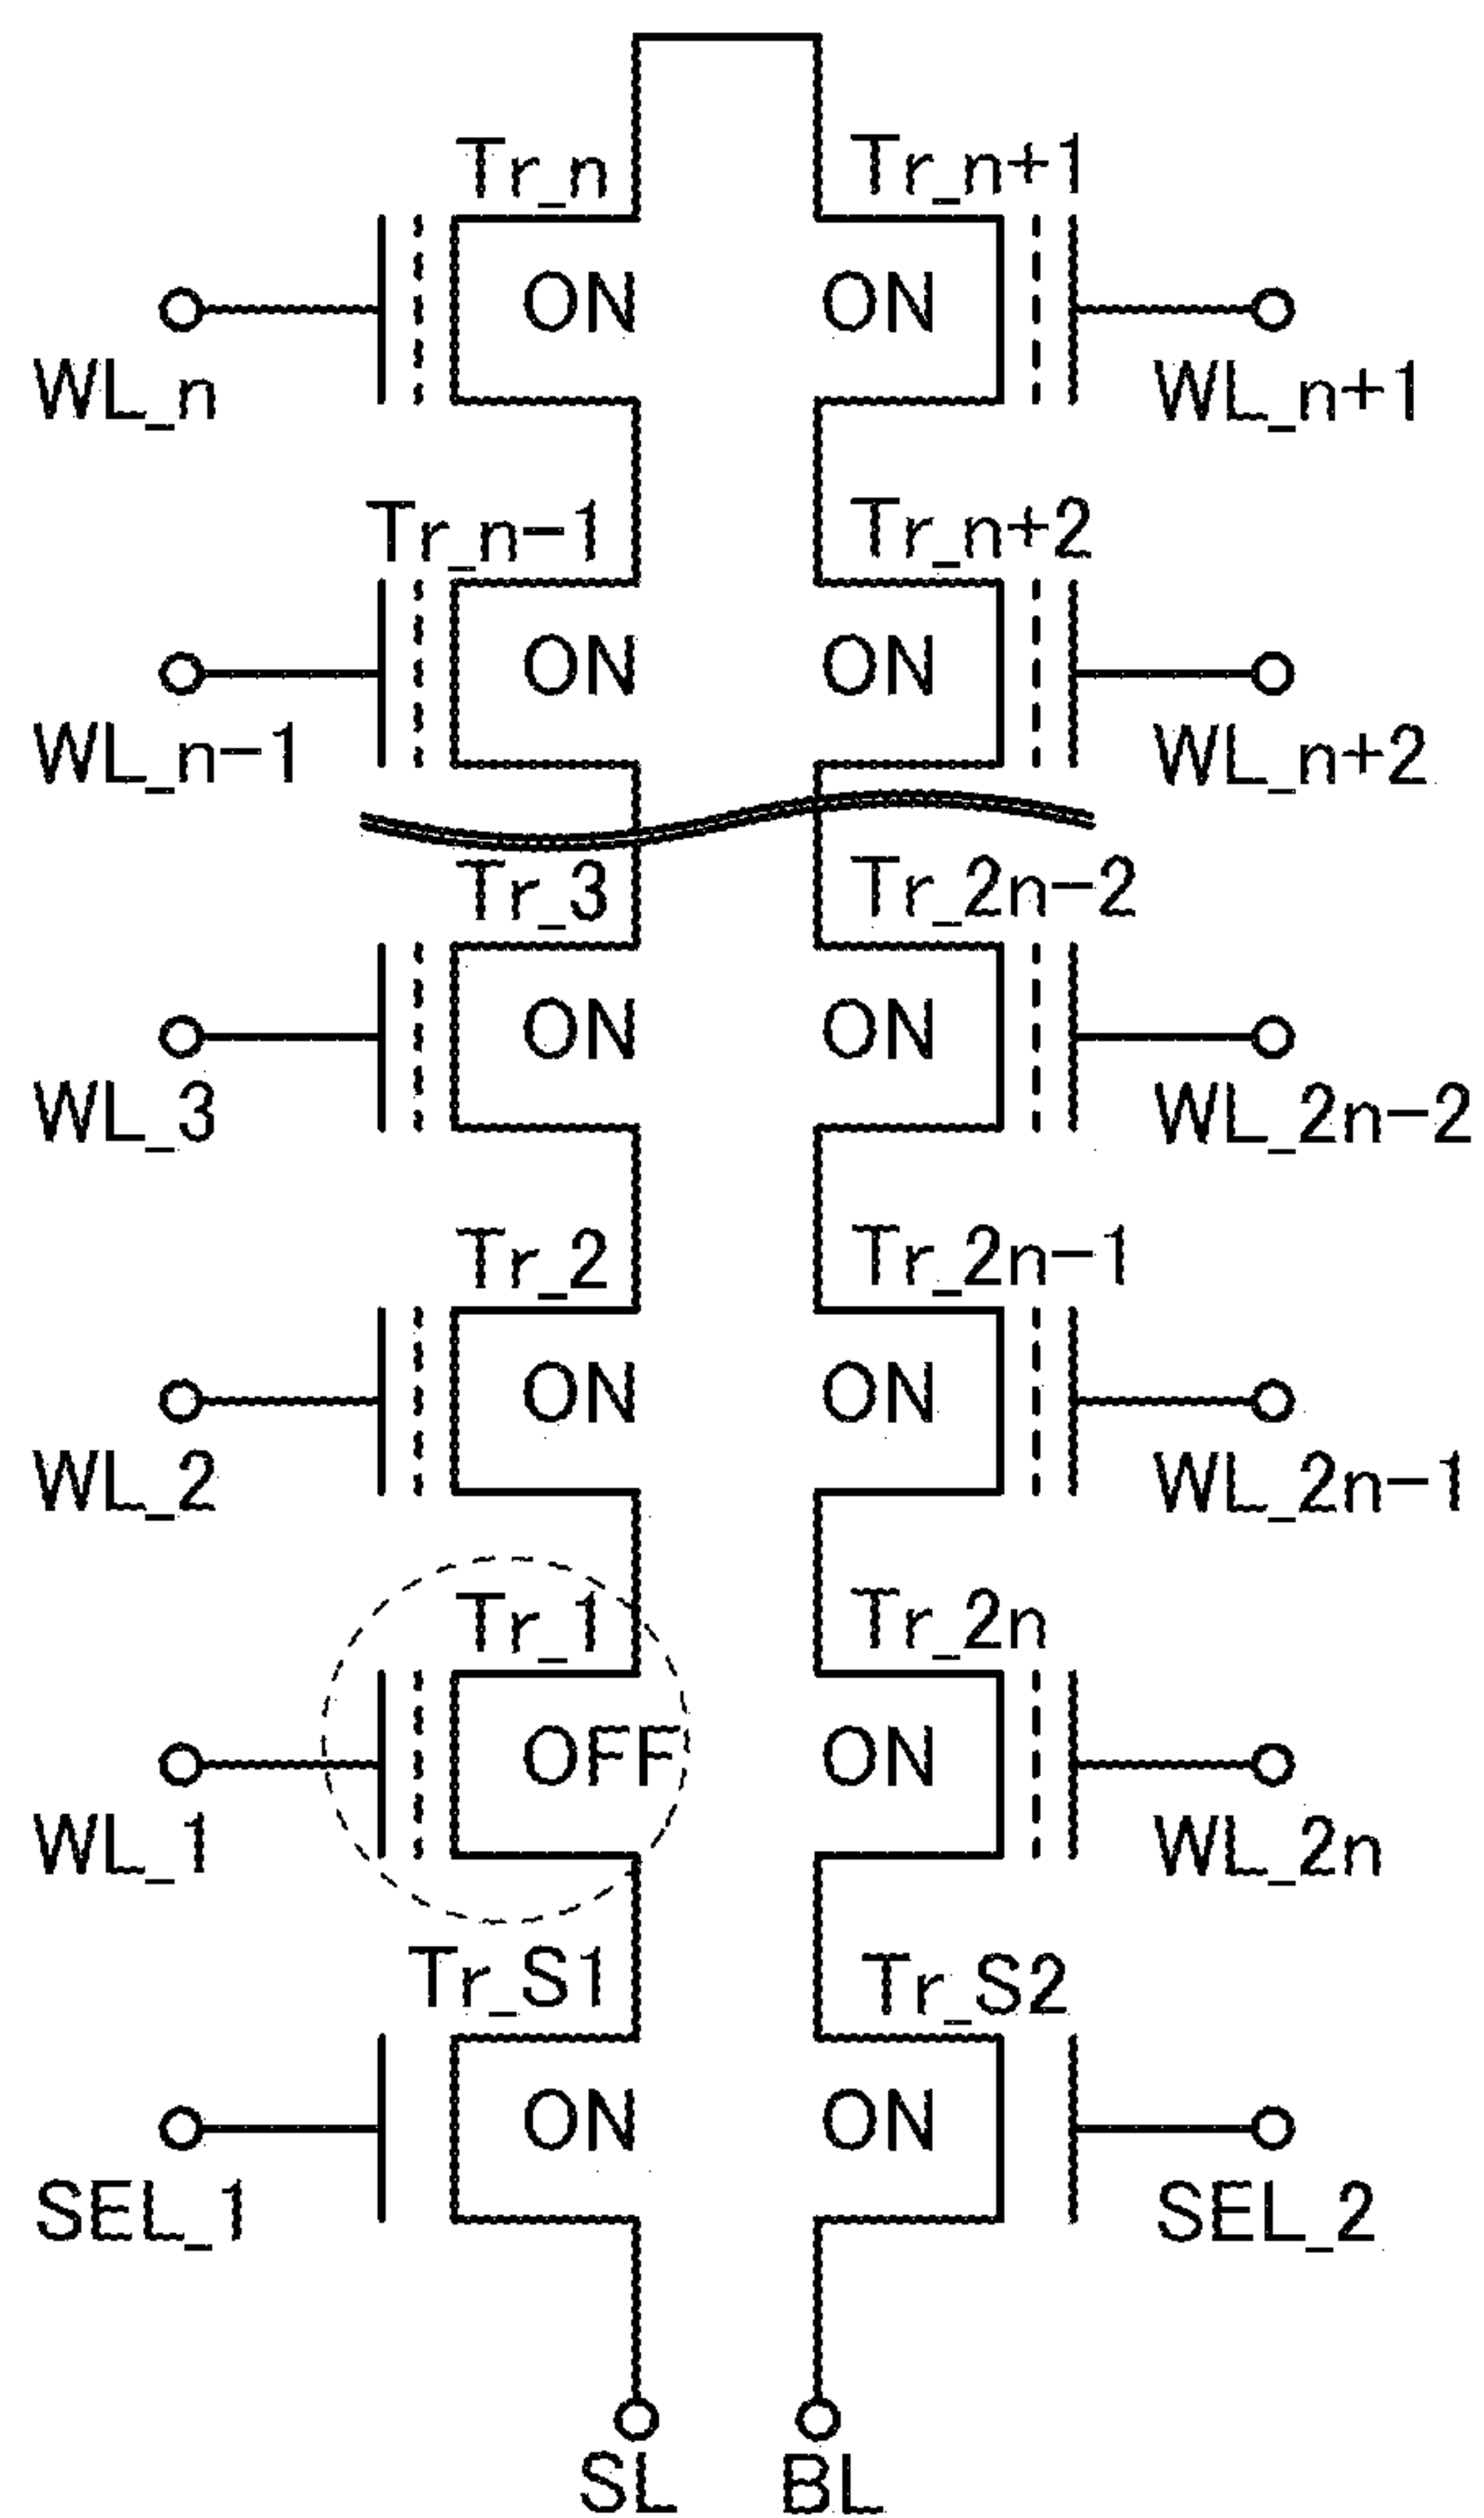 Tr_n Tr_n+1
ON ON
WL_n WL_n+1
Tr_n-1 Tr_n+2
ON ON
WL_n-1 WL_n+2
Tr_3 Tr_2n-2
ON ON
WL_3 WL_2n-2
Tr_2 Tr_2n-1
ON ON
WL_2 WL_2n-1
Tr_1 Tr_2n
OFF ON
WL_1 WL_2n
Tr_S1 Tr_S2
ON ON
SEL_1 SEL_2
SL BL